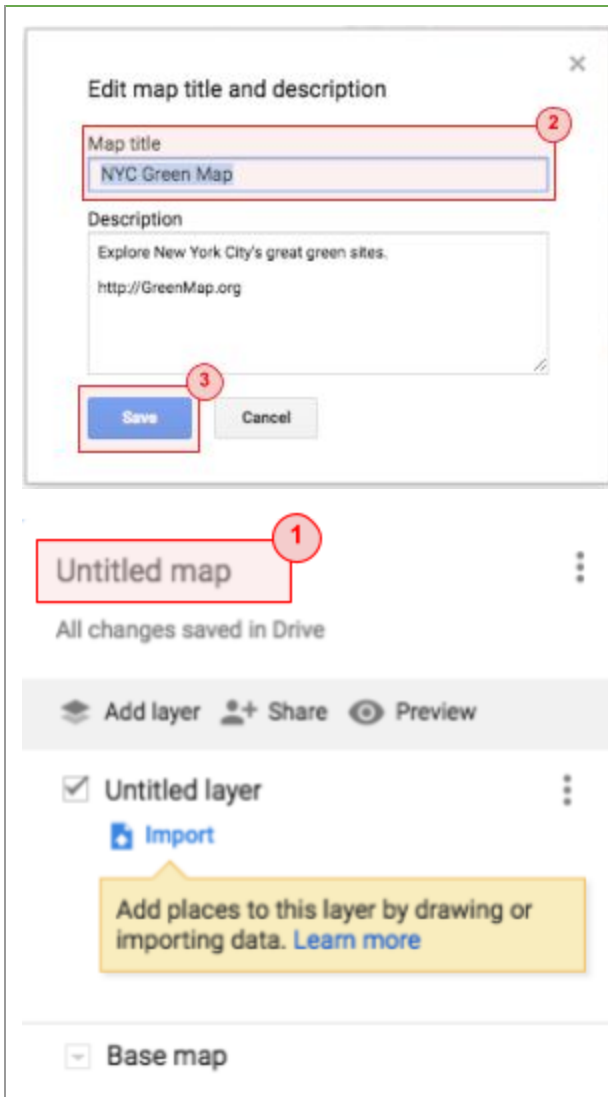 Edit map title and description
2
Map title
NYC Green Map
Description
Explore New York City's great green sites.
http://GreenMap.org
3
Save Cancel
1
Untitled map
All changes saved in Drive
Add layer Share Preview
Untitled layer
Import
Add places to this layer by drawing or
importing data. Learn more
Base map